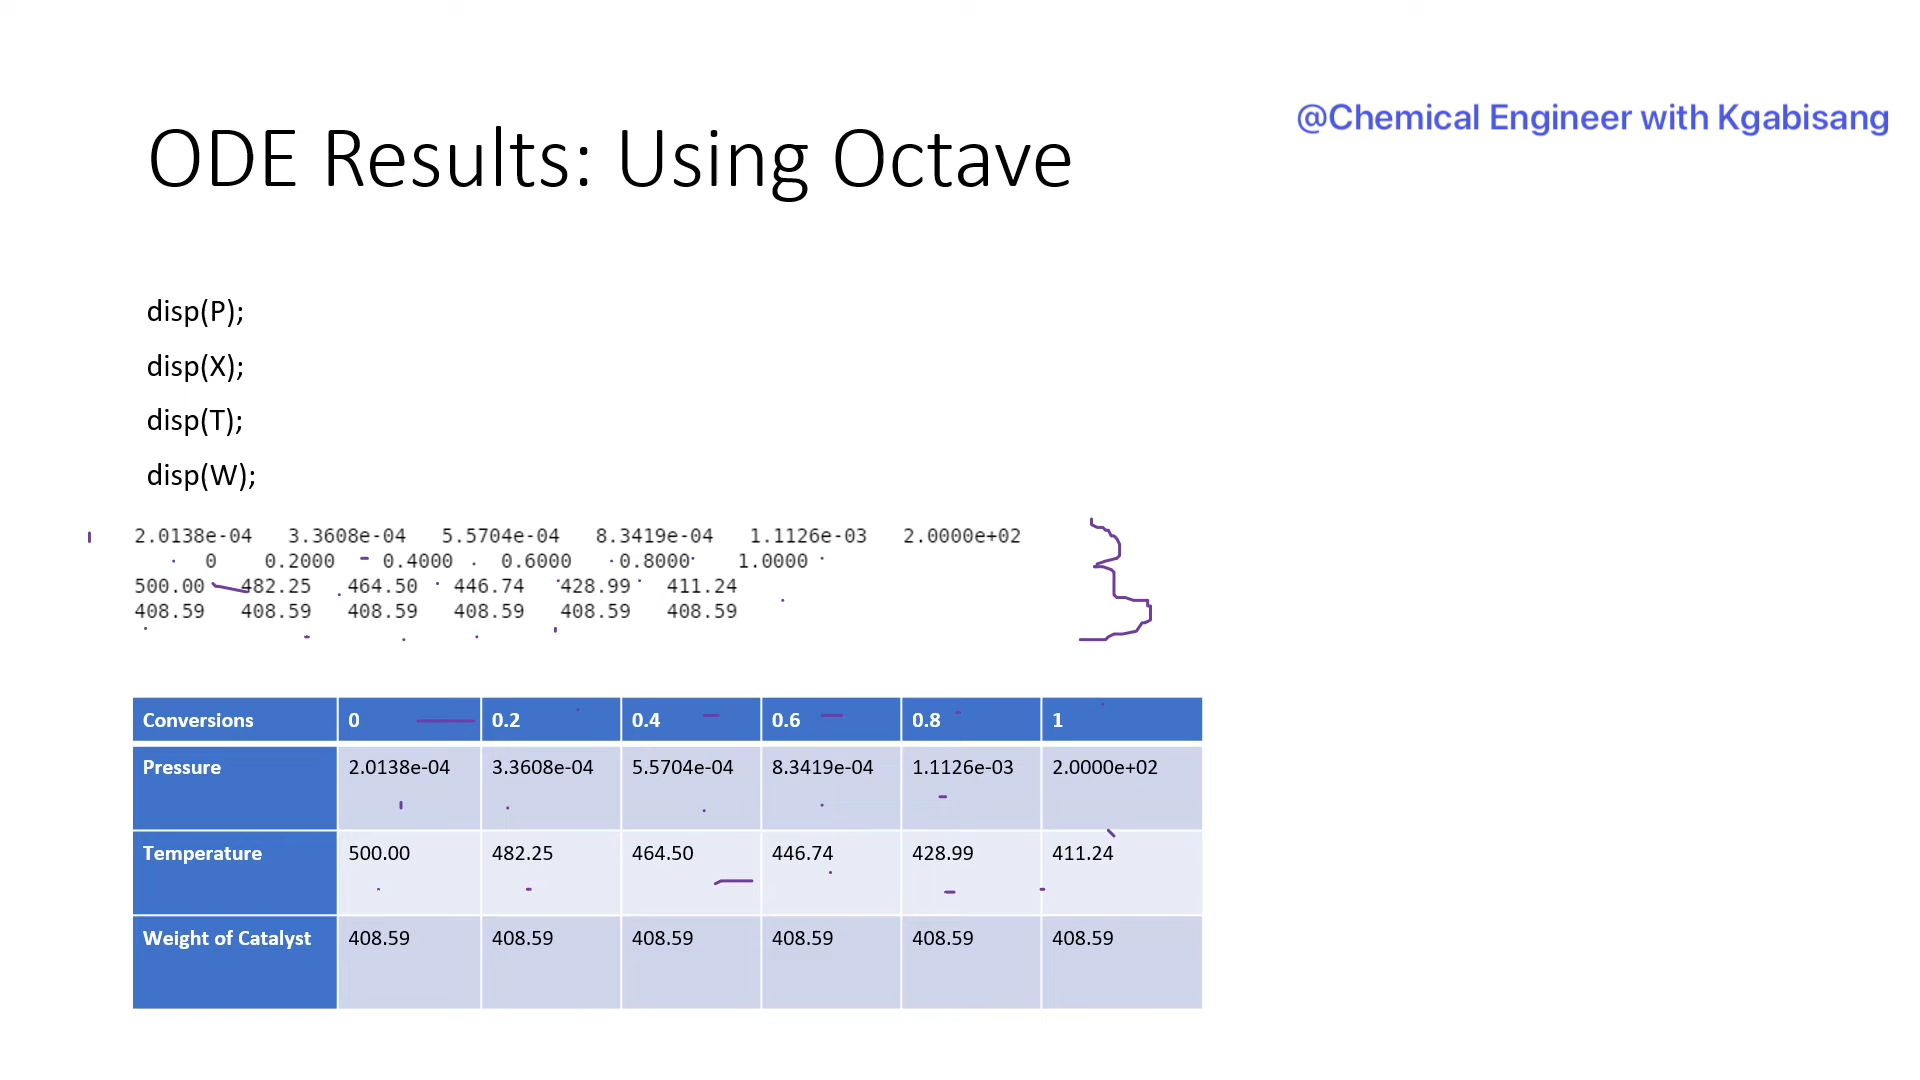 @Chemical Engineer with Kgabisang
ODE Results: Using Octave
disp(P);
disp(X);
disp(T);
disp(W);
2.0138e-04 3.3608e-04 5.5704e-04 8.3419e-04 1.1126e-03 2.0000e+02
0 0.2000 0.4000 0.6000 0.8000 1.0000
500.00 482.25 464.50 446.74 428.99 411.24
408.59 408.59 408.59 408.59 408.59 408.59
Conversions 0 0.2 0.4 0.6 0.8 1
Pressure 2.0138e-04 3.3608e-04 5.5704e-04 8.3419e-04 1.1126e-03 2.0000e+02
Temperature 500.00 482.25 464.50 446.74 428.99 411.24
Weight of Catalyst 408.59 408.59 408.59 408.59 408.59 408.59